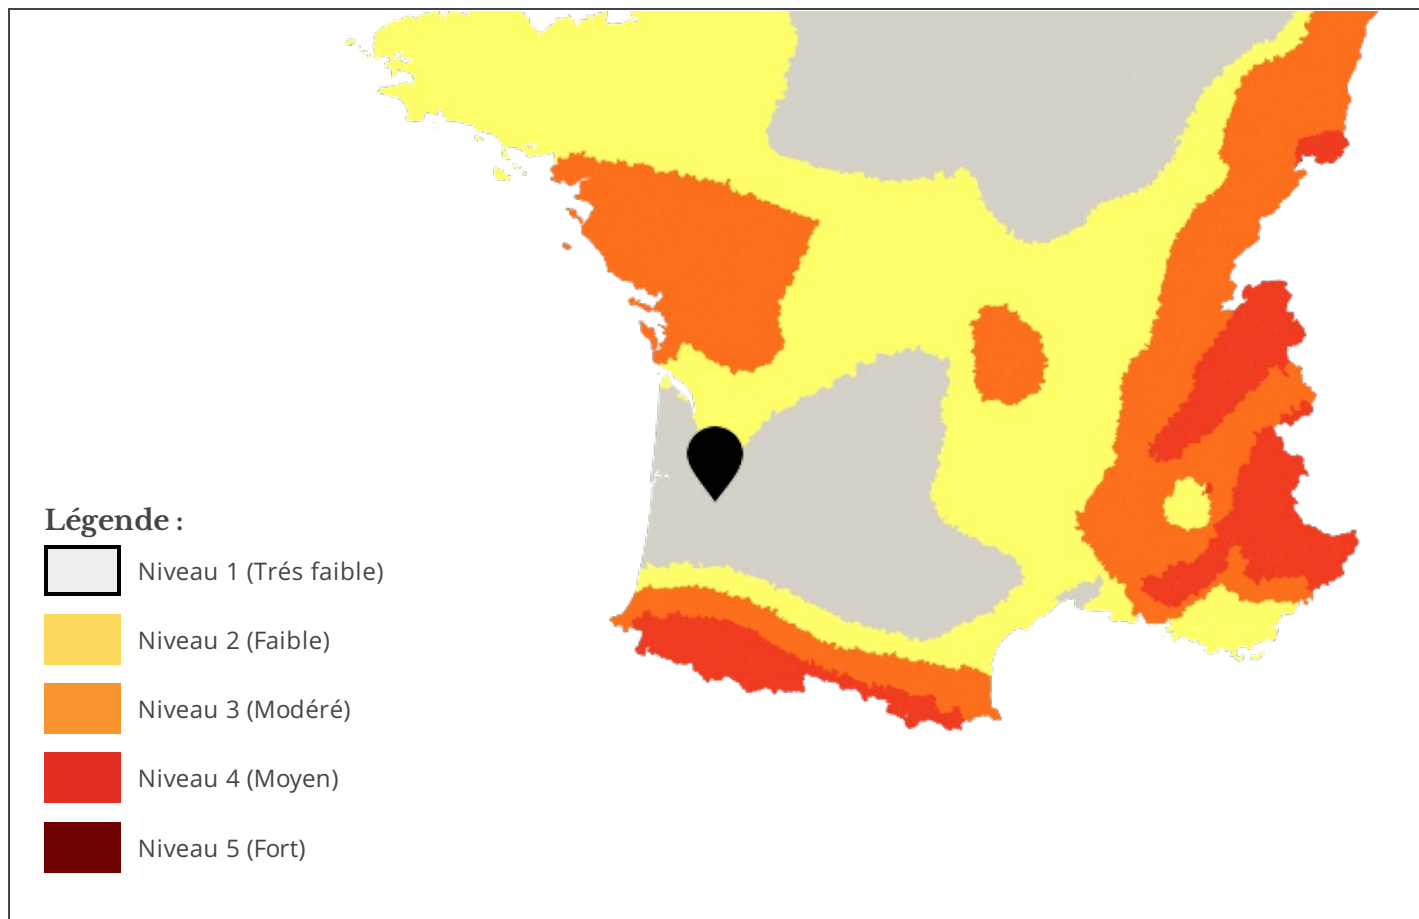 Légende :
Niveau 1 (Trés faible)
Niveau 2 (Faible)
Niveau 3 (Modéré)
Niveau 4 (Moyen)
Niveau 5 (Fort)